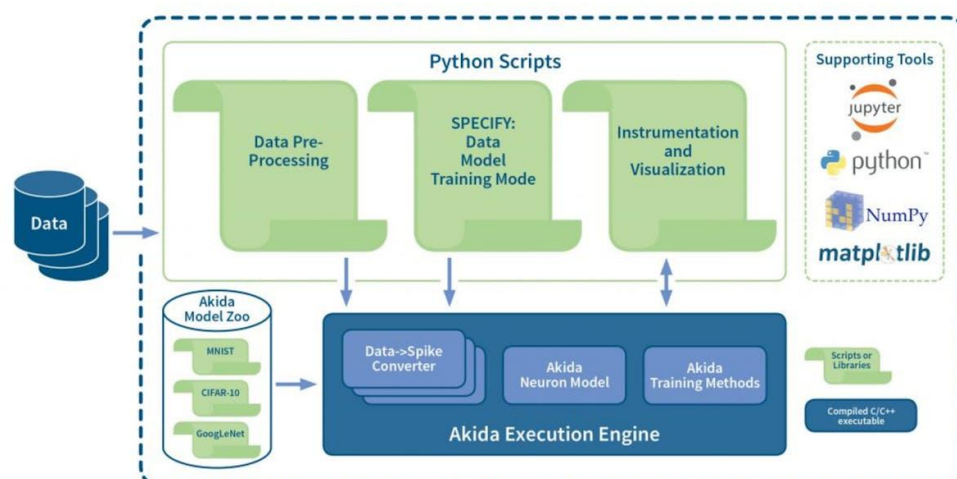 Python Scripts
Data Pre-
Processing
SPECIFY:
Data
Model
Training Mode
Instrumentation
and
Visualization
Supporting Tools
jupyter
python™
NumPy
matplotlib
Data
Akida
Model Zoo
MNIST
CIFAR-10
GoogLeNet
Data->Spike
Converter
Akida
Neuron Model
Akida
Training Methods
Akida Execution Engine
Scripts or
Libraries
Compiled C/C++
executable